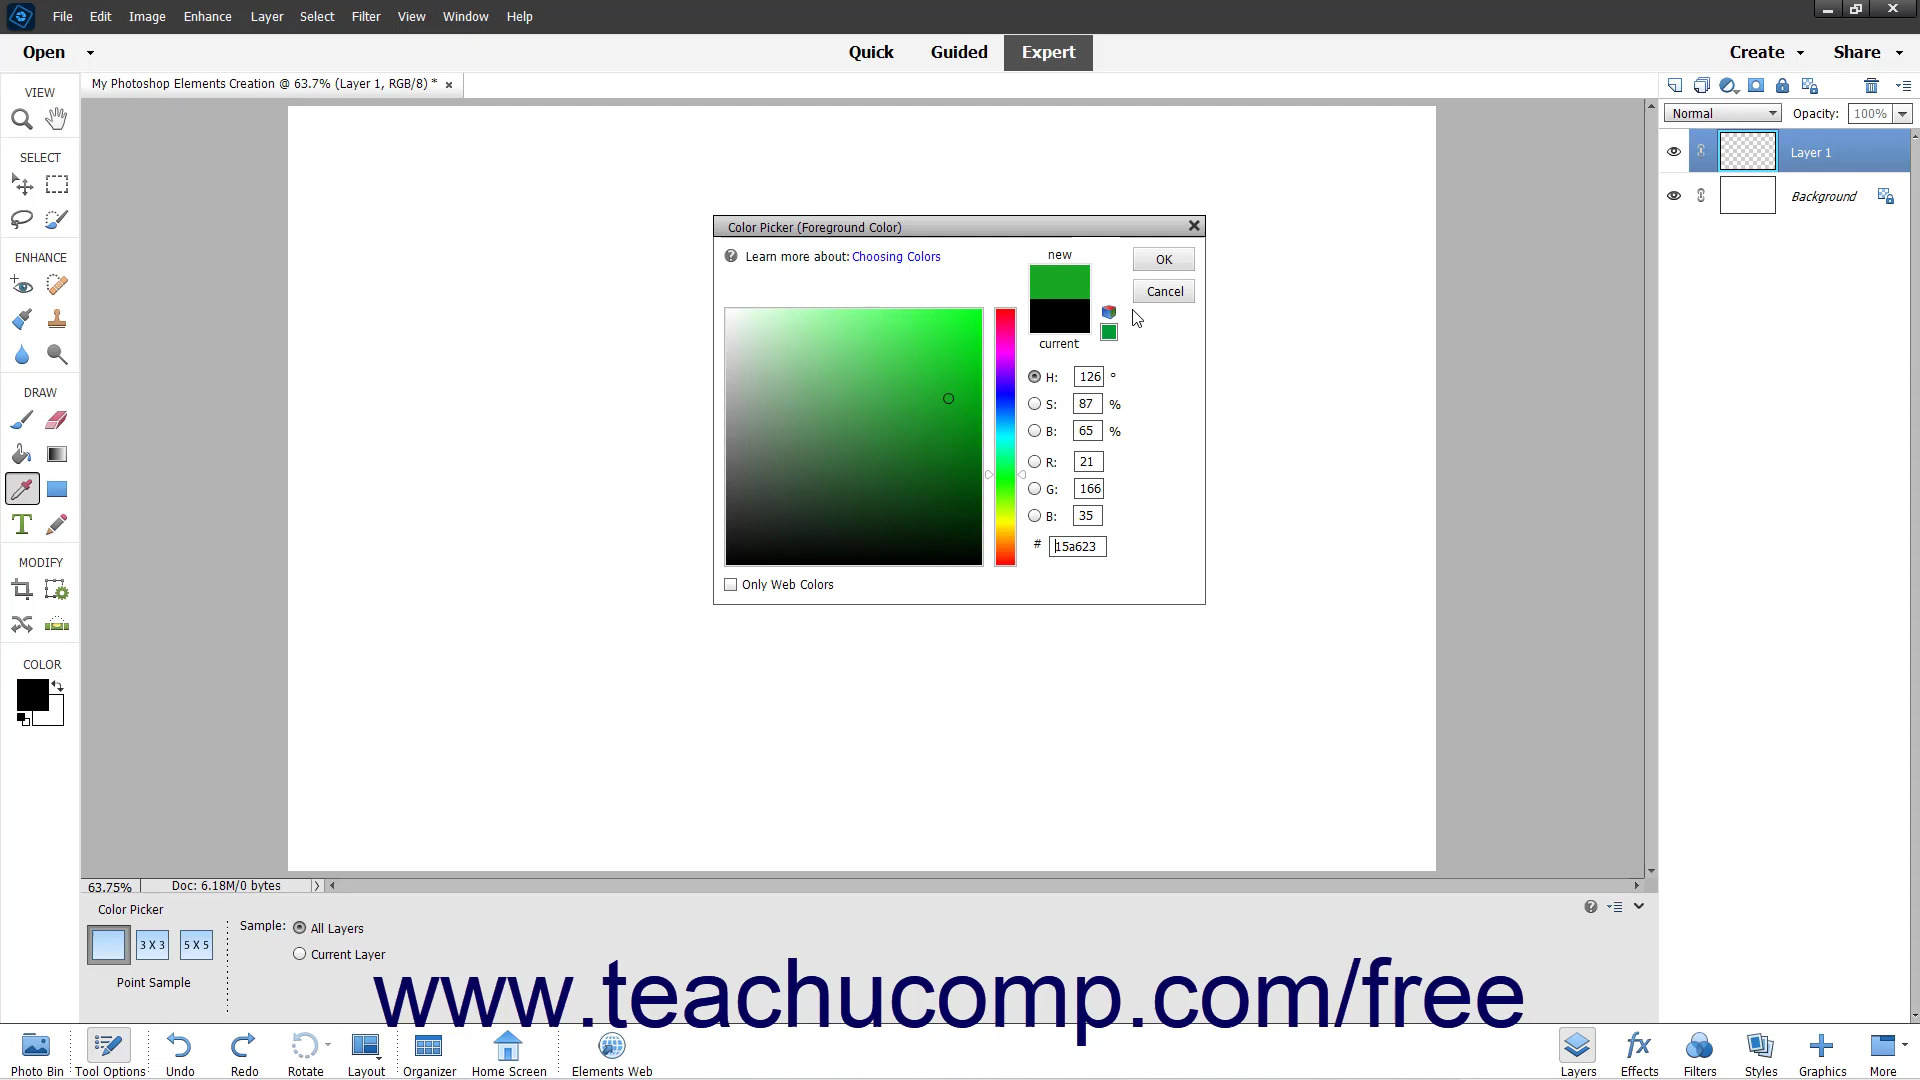 File Edit Image Enhance Layer Select Filter View Window Help
Open Quick Guided Expert Create Share
My Photoshop Elements Creation @ 63.7% (Layer 1, RGB/8) *
VIEW
SELECT
ENHANCE
DRAW
MODIFY
COLOR
Normal Opacity: 100%
Layer 1
Background
Color Picker (Foreground Color)
Learn more about: Choosing Colors
new
current
OK
Cancel
H: 126 °
S: 87 %
B: 65 %
R: 21
G: 166
B: 35
# 15a623
Only Web Colors
63.75% Doc: 6.18M/0 bytes
Color Picker
3 X 3 5 X 5
Point Sample
Sample: All Layers
Current Layer
www.teachucomp.com/free
Photo Bin Tool Options Undo Redo Rotate Layout Organizer Home Screen Elements Web
fx
Layers Effects Filters Styles Graphics More